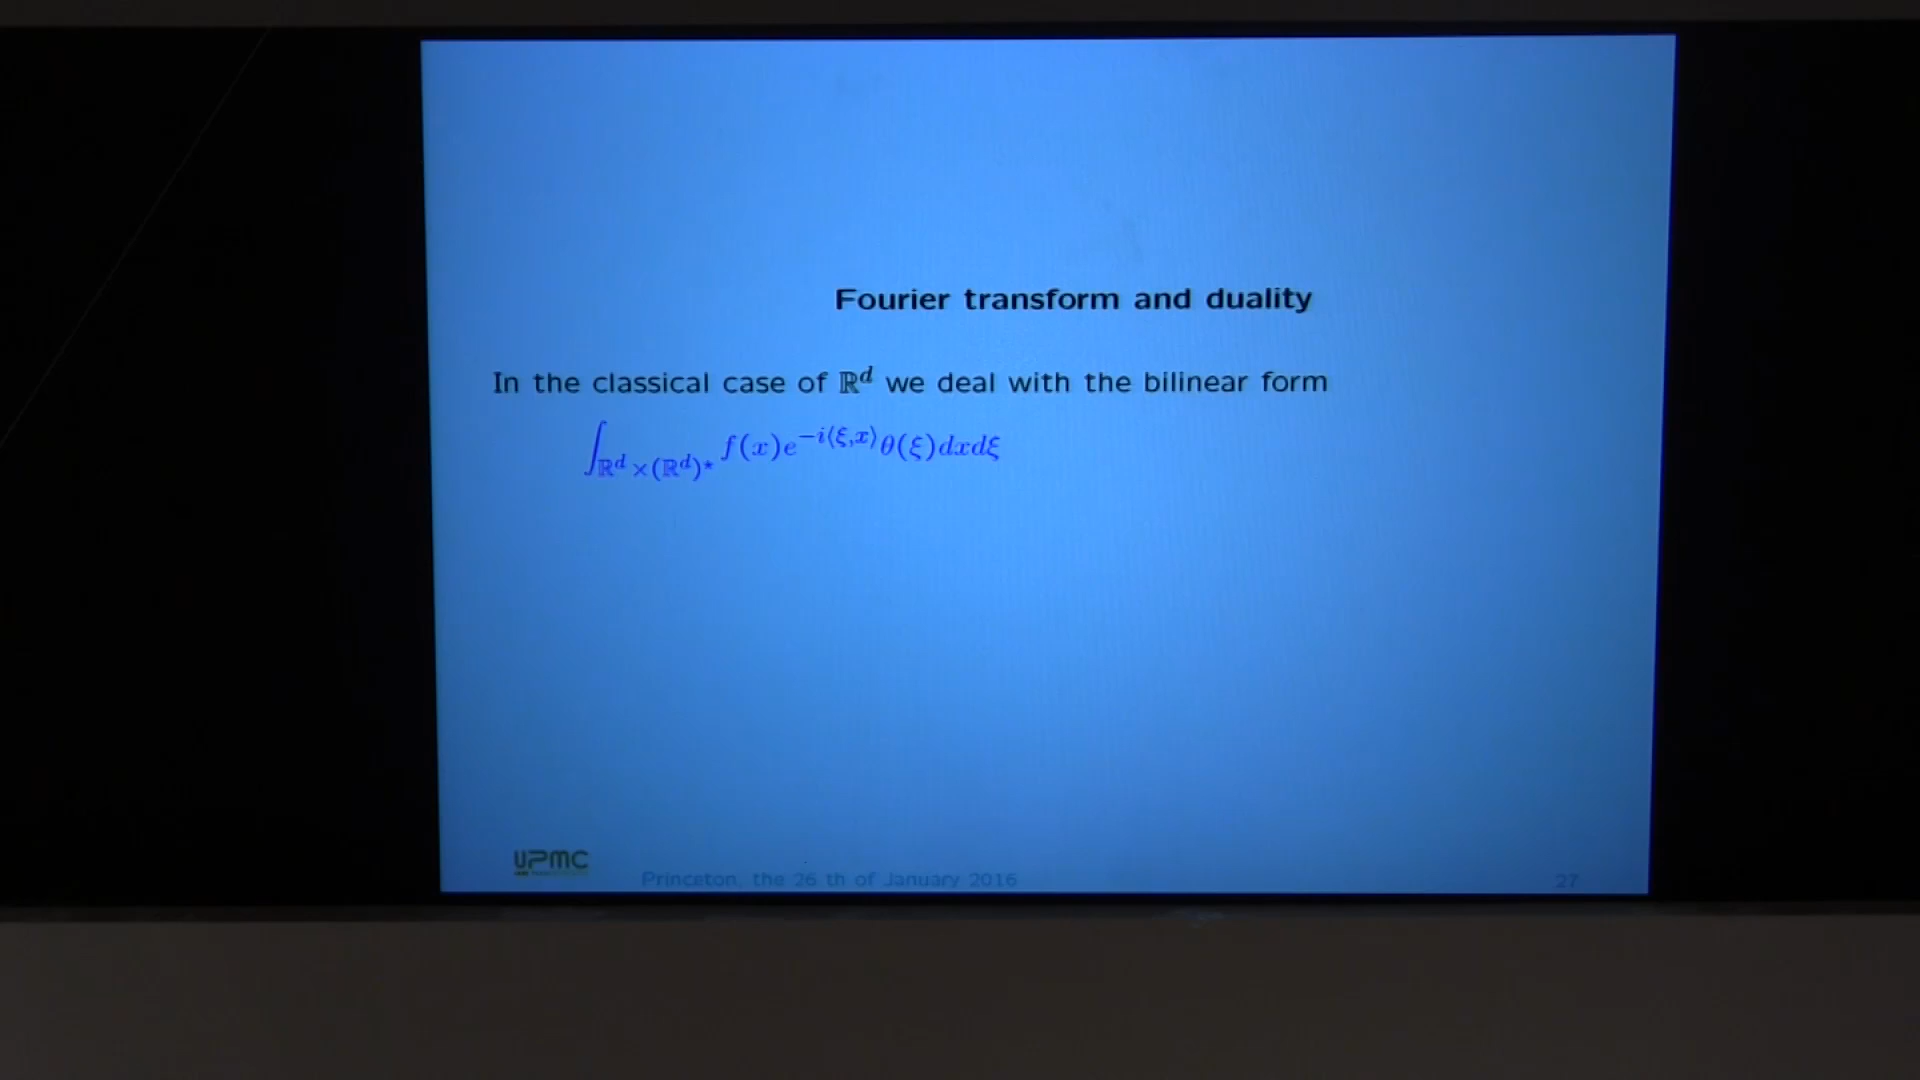 Fourier transform and duality
In the classical case of ℝ^d we deal with the bilinear form
∫_{ℝ^d×(ℝ^d)^⋆} f(x)e^{−i⟨ξ,x⟩}θ(ξ)dxdξ
UPMC
Princeton, the 26 th of January 2016
27